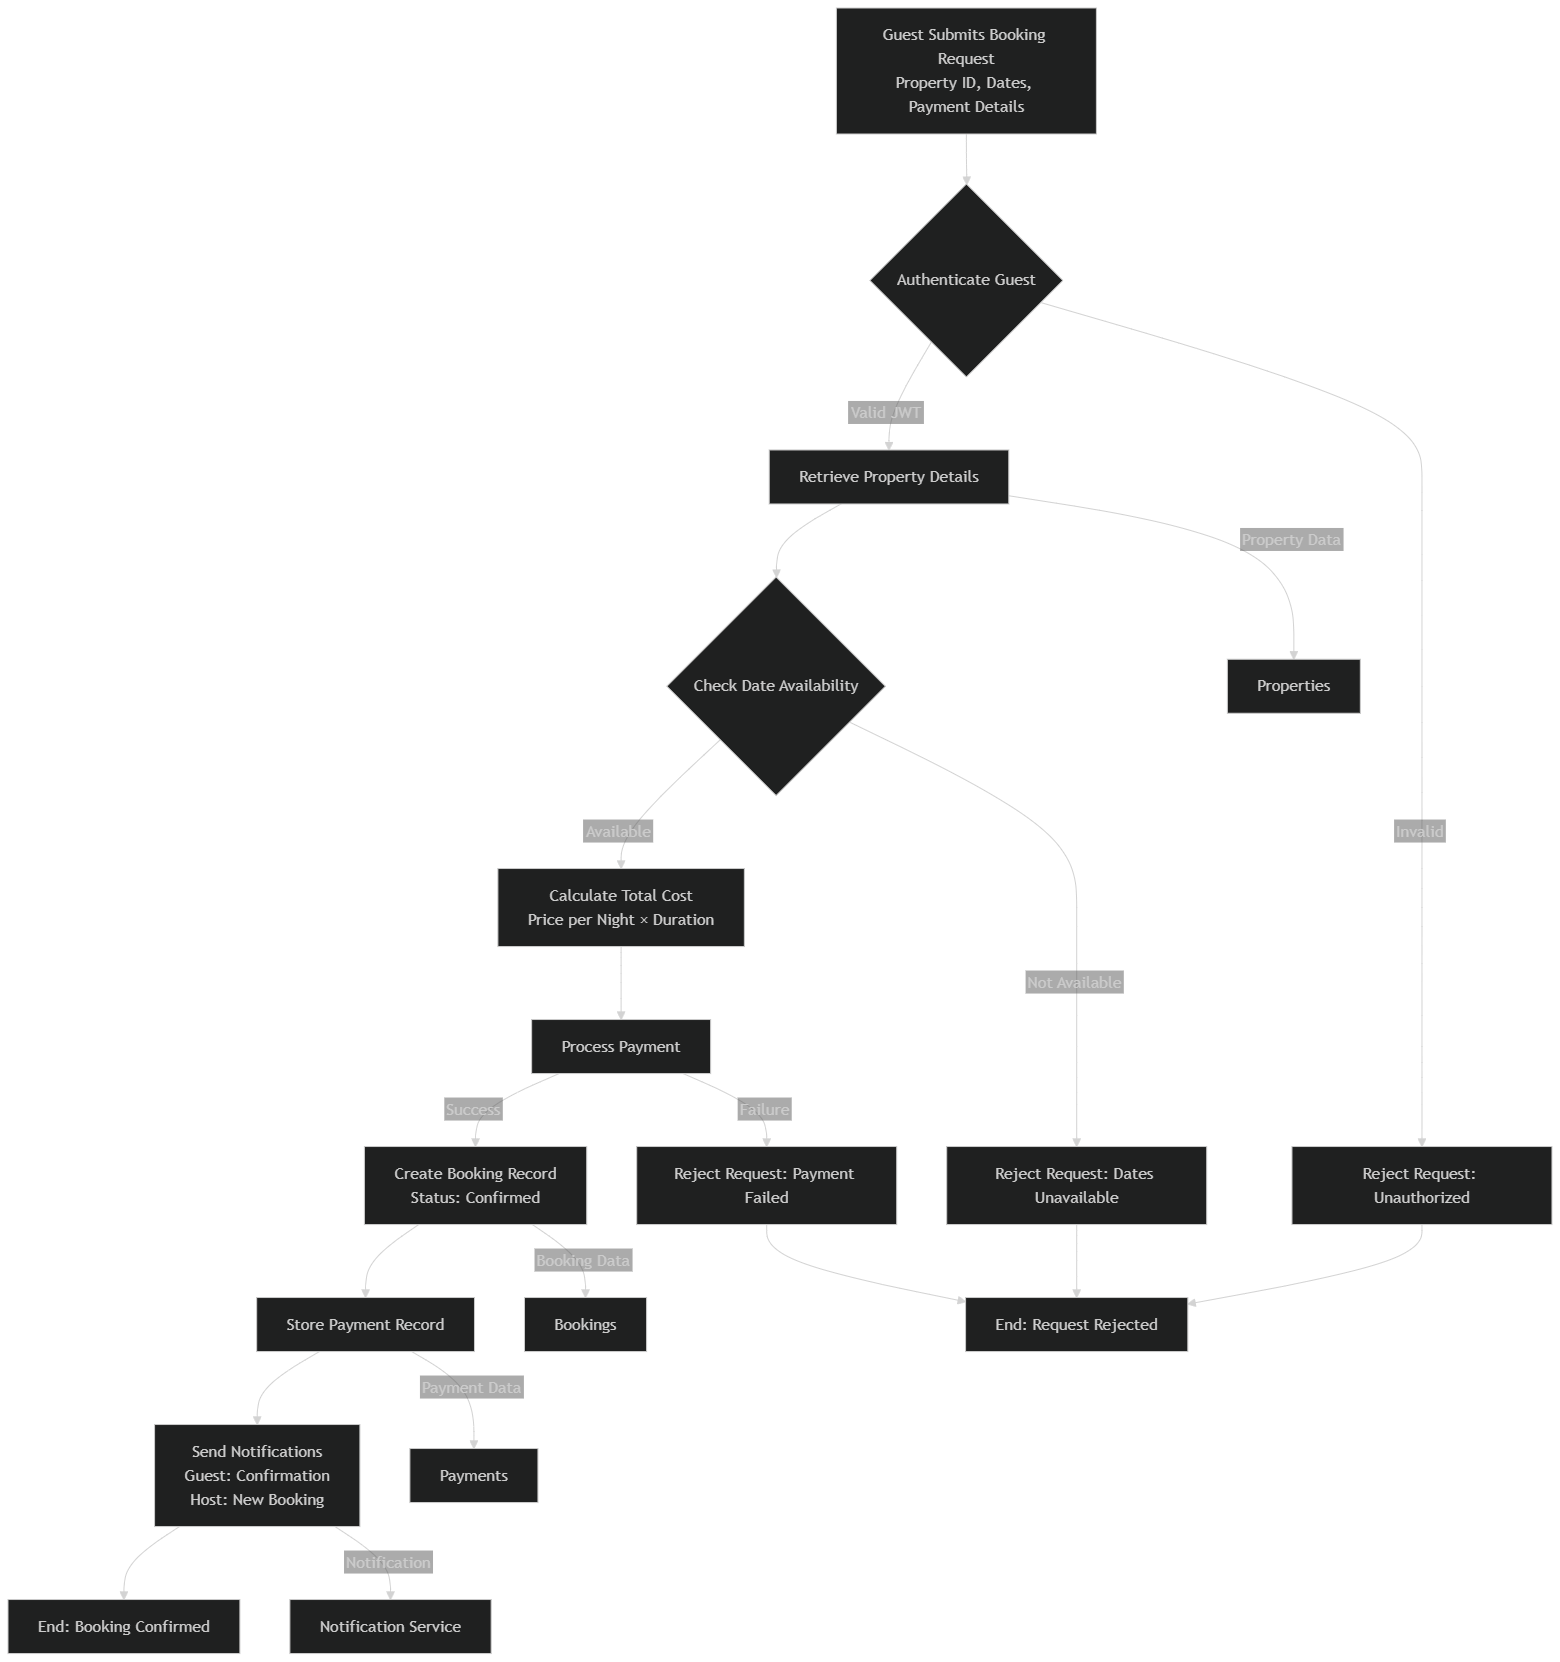 Guest Submits Booking
Request
Property ID, Dates,
Payment Details
Authenticate Guest
Valid JWT
Retrieve Property Details
Property Data
Check Date Availability
Properties
Available
Invalid
Calculate Total Cost
Price per Night × Duration
Not Available
Process Payment
Success
Failure
Create Booking Record
Status: Confirmed
Reject Request: Payment
Failed
Reject Request: Dates
Unavailable
Reject Request:
Unauthorized
Booking Data
Store Payment Record
Bookings
End: Request Rejected
Payment Data
Send Notifications
Guest: Confirmation
Host: New Booking
Payments
Notification
End: Booking Confirmed
Notification Service